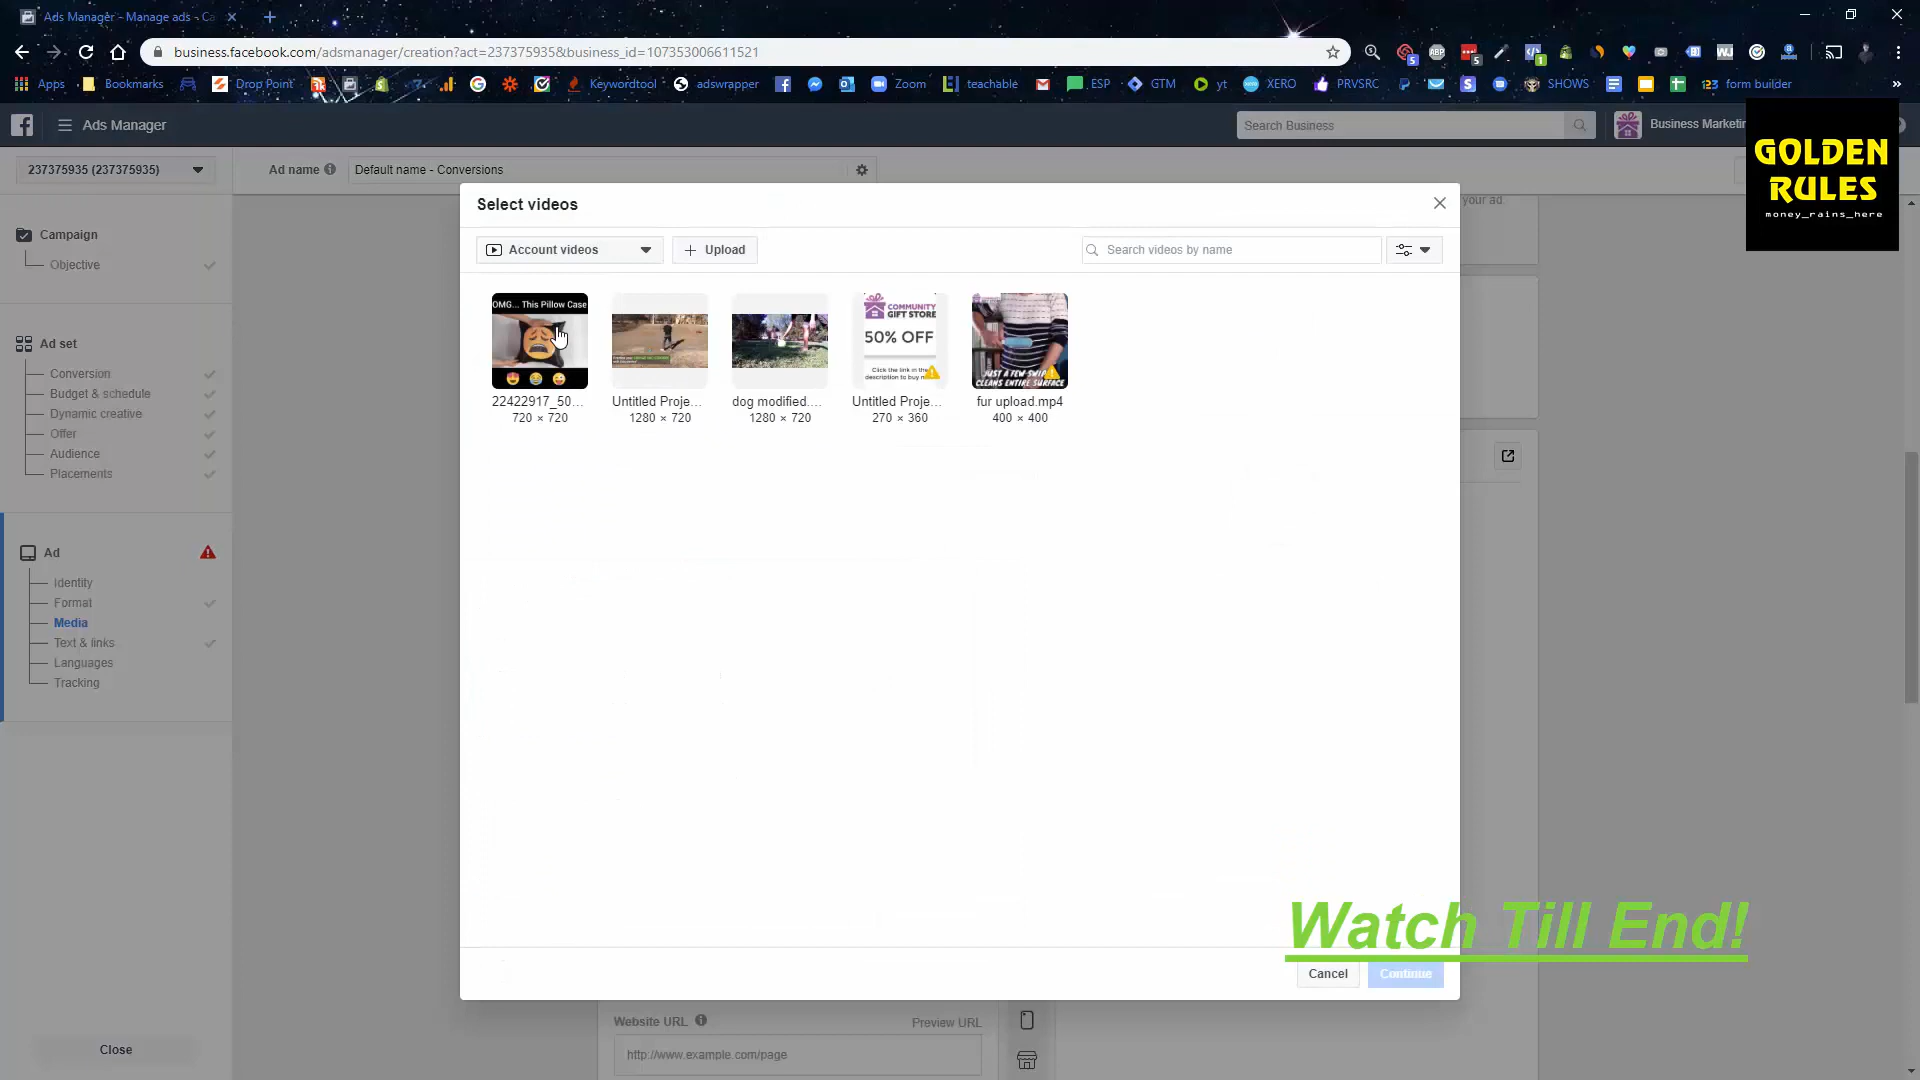 Ads Manager - Manage ads - Ca
business.facebook.com/adsmanager/creation?act=237375935&business_id=107353006611521
Apps
Bookmarks
Drop Point
Keywordtool
adswrapper
Zoom
teachable
ESP
GTM
yt
XERO
PRVSRC
SHOWS
123 form builder
Ads Manager
Search Business
Business Marketin
GOLDEN
RULES
money_rains_here
237375935 (237375935)
Ad name
Default name - Conversions
your ad.
Campaign
Objective
Ad set
Conversion
Budget & schedule
Dynamic creative
Offer
Audience
Placements
Ad
Identity
Format
Media
Text & links
Languages
Tracking
Close
Select videos
Account videos
Upload
Search videos by name
OMG... This Pillow Case
COMMUNITY
GIFT STORE
50% OFF
Click the link in the
description to buy n
JUST A FEW SWIP
CLEANS ENTIRE SURFACE
22422917_50...
720 × 720
Untitled Proje...
1280 × 720
dog modified....
1280 × 720
Untitled Proje...
270 × 360
fur upload.mp4
400 × 400
Watch Till End!
Cancel
Continue
Website URL
Preview URL
http://www.example.com/page